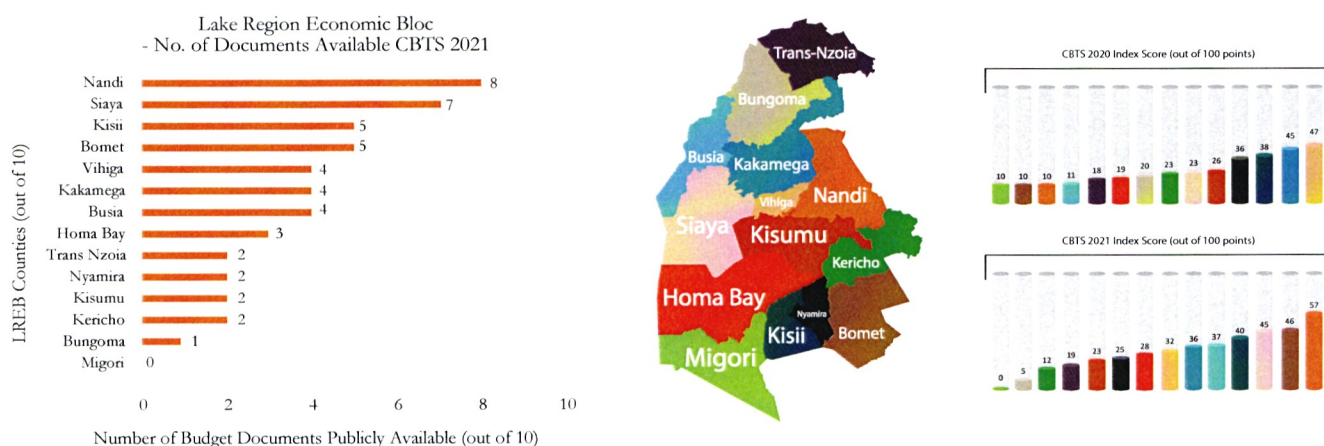 Lake Region Economic Bloc
- No. of Documents Available CBTS 2021
LREB Counties (out of 10)
Nandi 8
Siaya 7
Kisii 5
Bomet 5
Vihiga 4
Kakamega 4
Busia 4
Homa Bay 3
Trans Nzoia 2
Nyamira 2
Kisumu 2
Kericho 2
Bungoma 1
Migori 0
0 2 4 6 8 10
Number of Budget Documents Publicly Available (out of 10)
Trans-Nzoia
Bungoma
Busia
Kakamega
Nandi
Vihiga
Siaya
Kisumu
Kericho
Homa Bay
Nyamira
Kisii
Bomet
Migori
CBTS 2020 Index Score (out of 100 points)
10 10 10 11 18 19 20 23 23 26 36 38 45 47
CBTS 2021 Index Score (out of 100 points)
0 5 12 19 23 25 28 32 36 37 40 45 46 57